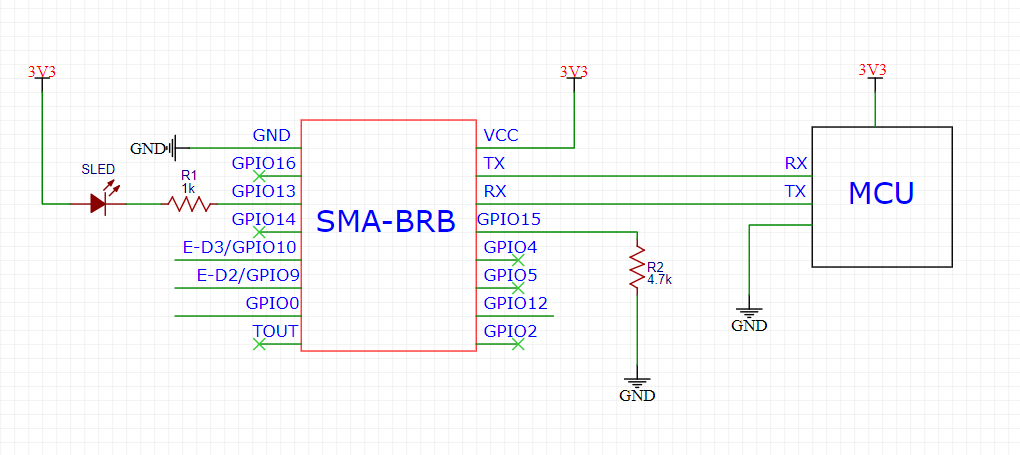 3V3
3V3
3V3
GND
VCC
GND
GPIO16
TX
RX
SLED
R1
1k
GPIO13
RX
TX
SMA-BRB
MCU
GPIO14
GPIO15
E-D3/GPIO10
GPIO4
E-D2/GPIO9
GPIO5
R2
4.7k
GPIO0
GPIO12
TOUT
GPIO2
GND
GND